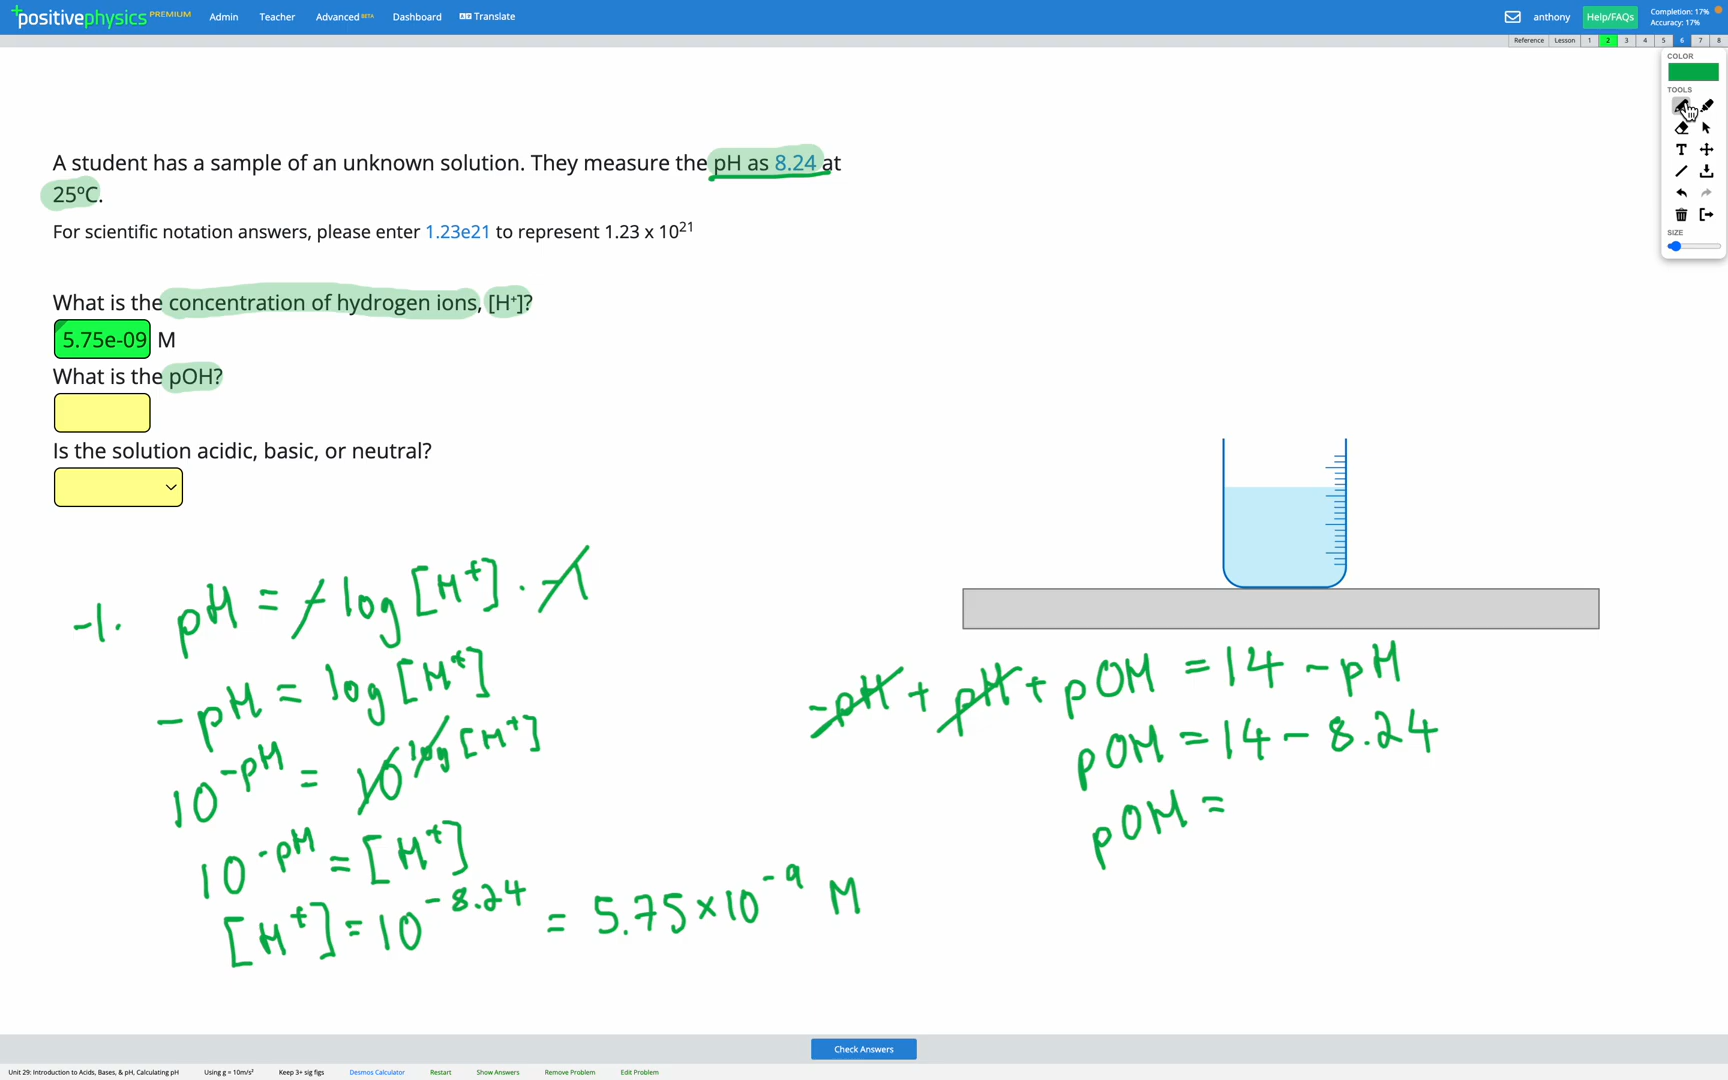 positivephysics PREMIUM Admin Teacher Advanced BETA Dashboard Translate anthony Help/FAQs Completion: 17%
Accuracy: 17%
Reference Lesson 1 2 3 4 5 6 7 8
COLOR
TOOLS
T
SIZE
A student has a sample of an unknown solution. They measure the pH as 8.24 at
25°C.
For scientific notation answers, please enter 1.23e21 to represent 1.23 x 10²¹
What is the concentration of hydrogen ions, [H⁺]?
5.75e-09 M
What is the pOH?
Is the solution acidic, basic, or neutral?
-1. pH = -log[H⁺] · -1
-pH = log[H⁺]
10^-pH = 10^log[H⁺]
10^-pH = [H⁺]
[H⁺] = 10^-8.24 = 5.75 × 10^-9 M
-pH + pH + pOH = 14 - pH
pOH = 14 - 8.24
pOH =
Check Answers
Unit 29: Introduction to Acids, Bases, & pH, Calculating pH Using g = 10m/s² Keep 3+ sig figs Desmos Calculator Restart Show Answers Remove Problem Edit Problem